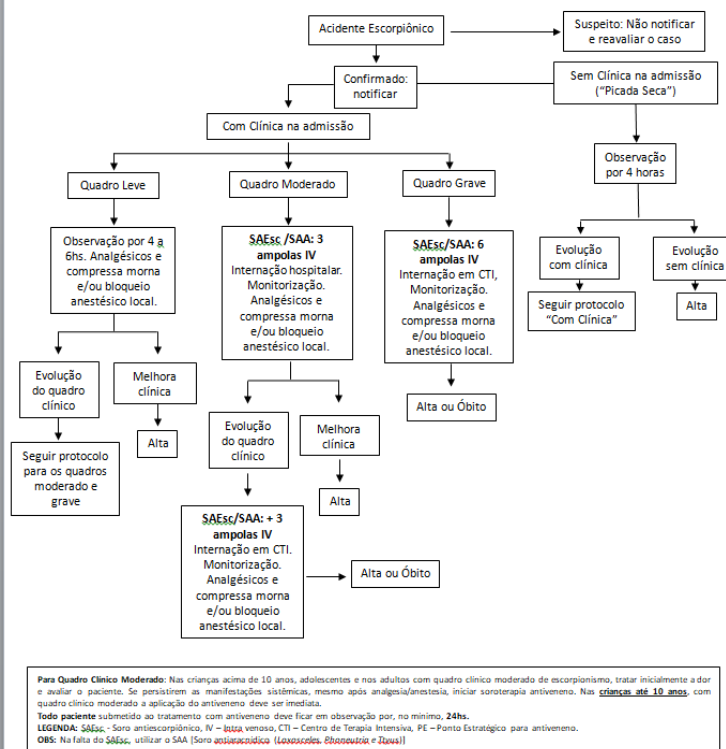 Acidente Escorpiônico
Suspeito: Não notificar
e reavaliar o caso
Confirmado:
notificar
Sem Clínica na admissão
("Picada Seca")
Com Clínica na admissão
Observação
por 4 horas
Quadro Leve
Quadro Moderado
Quadro Grave
Observação por 4 a
6hs. Analgésicos e
compressa morna
e/ou bloqueio
anestésico local.
SAEsc /SAA: 3
ampolas IV
Internação hospitalar.
Monitorização.
Analgésicos e
compressa morna
e/ou bloqueio
anestésico local.
SAEsc/SAA: 6
ampolas IV
Internação em CTI,
Monitorização.
Analgésicos e
compressa morna
e/ou bloqueio
anestésico local.
Evolução
com clínica
Evolução
sem clínica
Seguir protocolo
"Com Clínica"
Alta
Evolução
do quadro
clínico
Melhora
clínica
Alta
Seguir protocolo
para os quadros
moderado e
grave
Evolução
do quadro
clínico
Melhora
clínica
Alta
Alta ou Óbito
SAEsc/SAA: + 3
ampolas IV
Internação em CTI.
Monitorização.
Analgésicos e
compressa morna
e/ou bloqueio
anestésico local.
Alta ou Óbito
Para Quadro Clínico Moderado: Nas crianças acima de 10 anos, adolescentes e nos adultos com quadro clínico moderado de escorpionismo, tratar inicialmente a dor
e avaliar o paciente. Se persistirem as manifestações sistêmicas, mesmo após analgesia/anestesia, iniciar soroterapia antiveneno. Nas crianças até 10 anos, com
quadro clínico moderado a aplicação do antiveneno deve ser imediata.
Todo paciente submetido ao tratamento com antiveneno deve ficar em observação por, no mínimo, 24hs.
LEGENDA: SAEsc - Soro antiescorpiônico, IV – Intra venoso, CTI – Centro de Terapia Intensiva, PE – Ponto Estratégico para antiveneno.
OBS: Na falta do SAEsc, utilizar o SAA [Soro antiaracnídico (Loxosceles, Phoneutria e Tityus)]